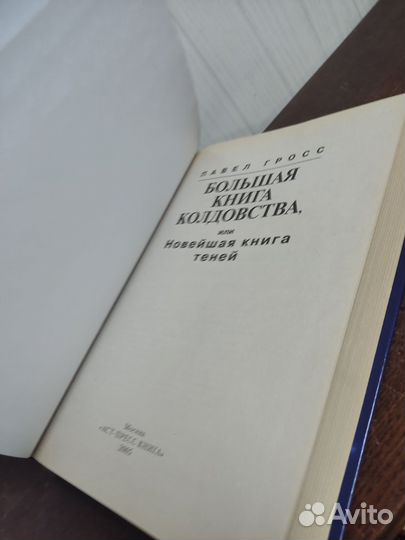 ПАВЕЛ ГРОСС
БОЛЬШАЯ
КНИГА
КОЛДОВСТВА,
или
Новейшая книга
теней
Москва
«АСТ-ПРЕСС КНИГА»
Avito